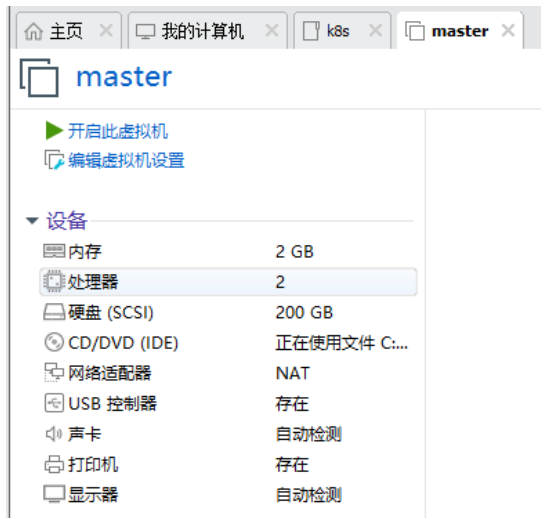 主页 我的计算机 k8s master
master
开启此虚拟机
编辑虚拟机设置
设备
内存 2 GB
处理器 2
硬盘 (SCSI) 200 GB
CD/DVD (IDE) 正在使用文件 C:...
网络适配器 NAT
USB 控制器 存在
声卡 自动检测
打印机 存在
显示器 自动检测